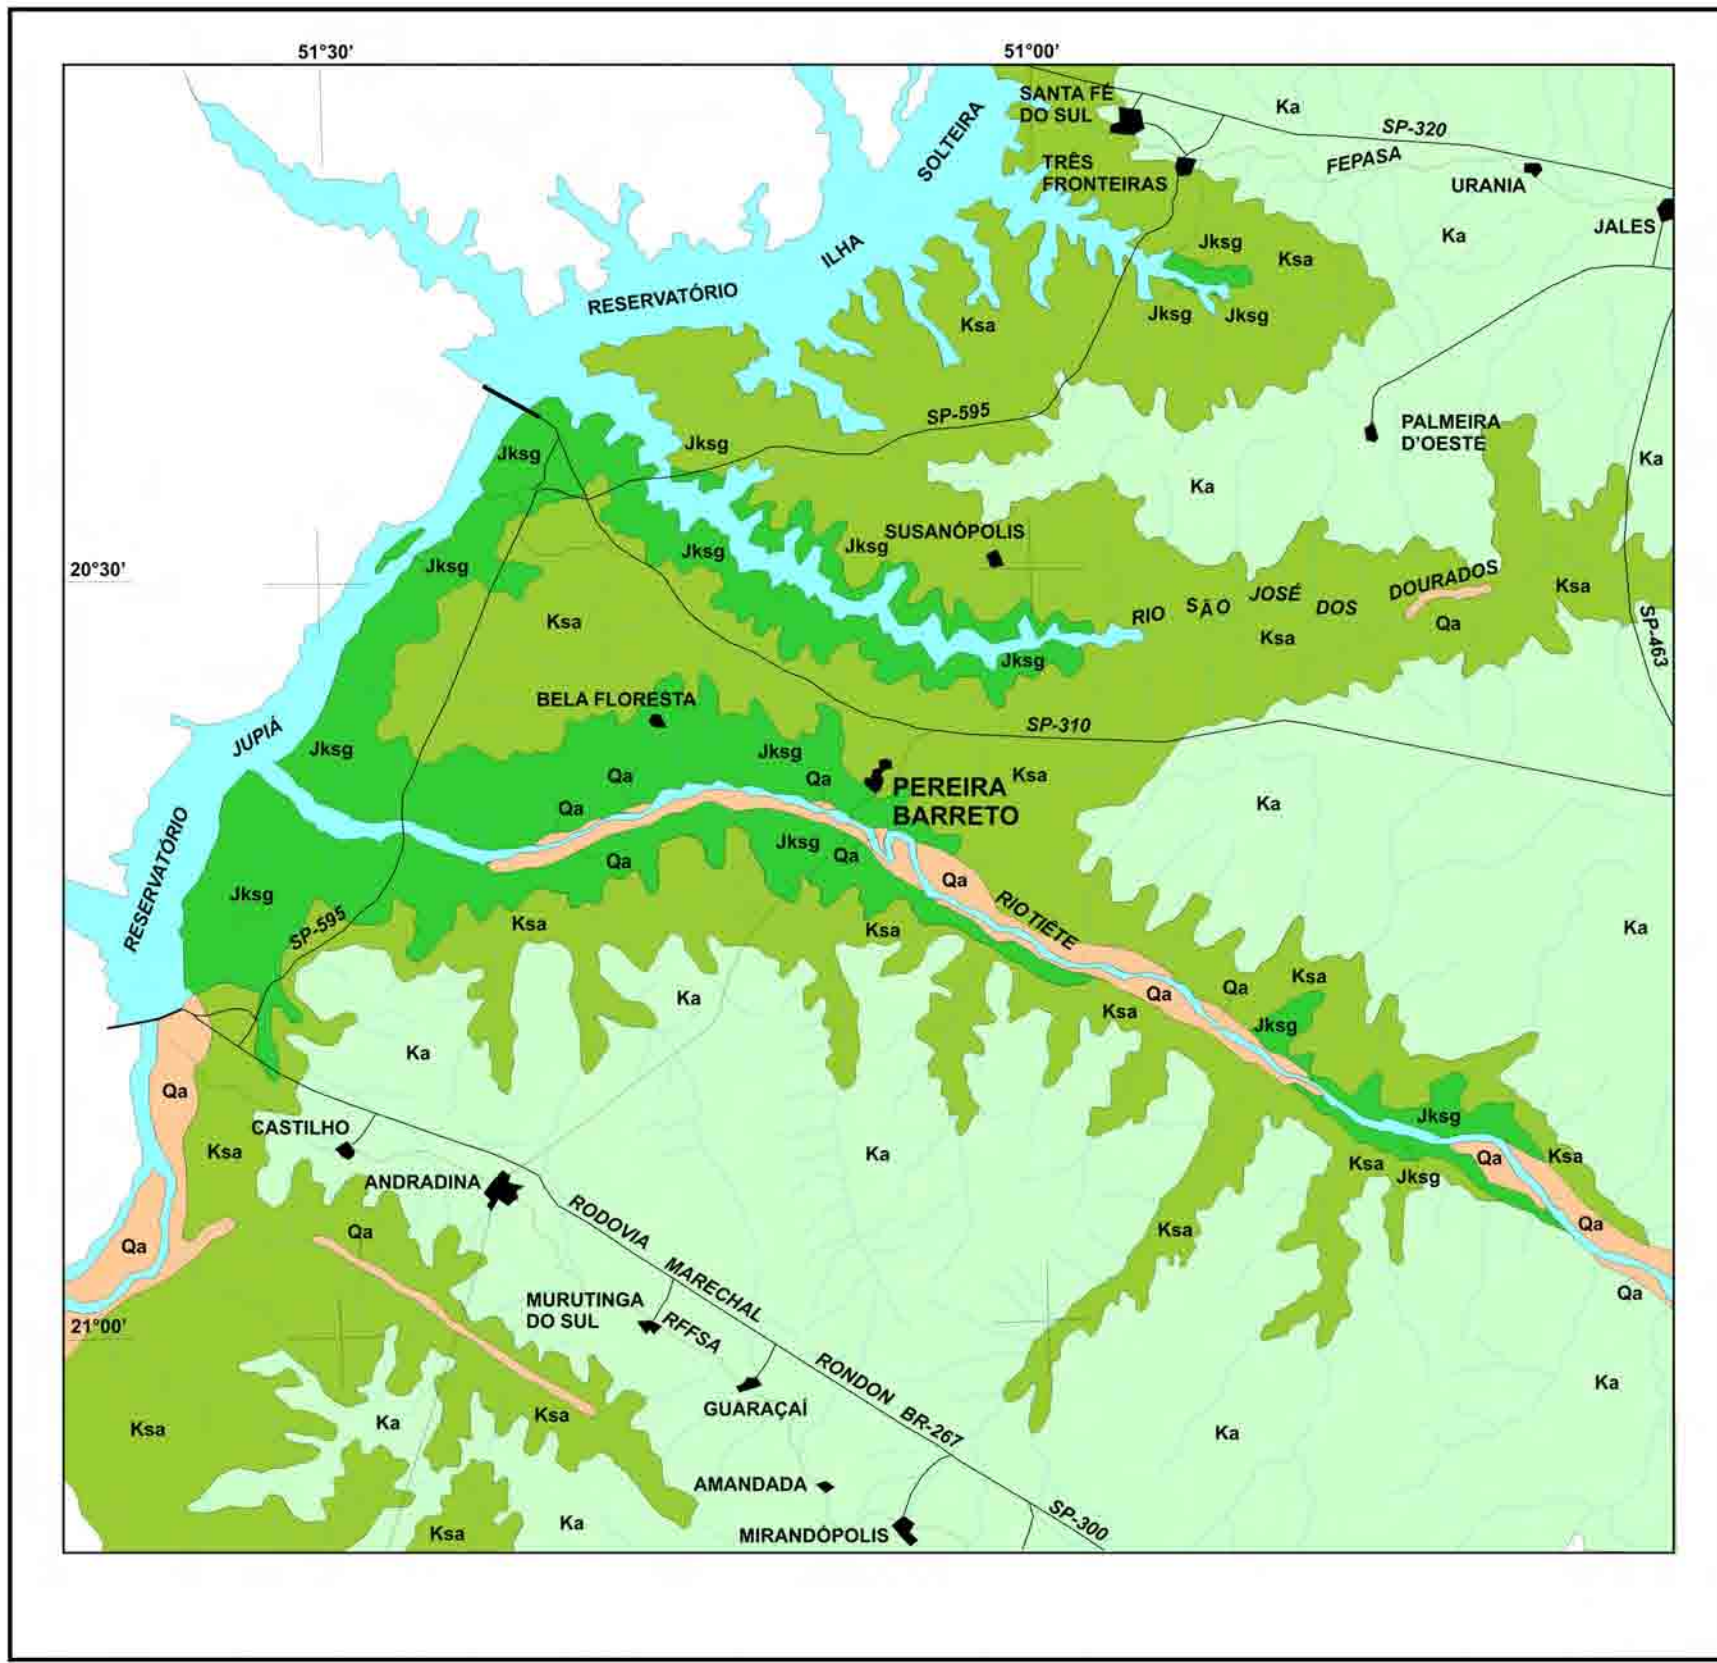 51°30'
51°00'
SANTA FÉ
DO SUL
Ka
SP-320
FEPASA
SOLTEIRA
TRÊS
FRONTEIRAS
URANIA
JALES
Ka
ILHA
Jksg
Ksa
RESERVATÓRIO
Ksa
Jksg
Jksg
SP-595
PALMEIRA
D'OESTE
Jksg
Jksg
Ka
Ka
SUSANÓPOLIS
Jksg
Jksg
Jksg
20°30'
DOURADOS
Ksa
JOSÉ
SÃO
DOS
RIO
Ksa
Qa
Ksa
SP-463
Jksg
BELA FLORESTA
SP-310
JUPIÁ
Jksg
Jksg
Qa
Qa
Ksa
PEREIRA
BARRETO
Qa
Ka
RESERVATÓRIO
Jksg
Qa
Qa
Qa
Jksg
RIO TIÊTE
SP-595
Ksa
Ksa
Ka
Ksa
Qa
Qa
Ka
Ksa
Jksg
Ka
Qa
Jksg
CASTILHO
Ksa
Ka
Qa
Ksa
Ksa
Jksg
ANDRADINA
RODOVIA
Qa
Qa
Ksa
Qa
MARECHAL
Qa
MURUTINGA
DO SUL
21°00'
RFFSA
RONDON
BR-267
Ka
GUARAÇAÍ
Ksa
Ka
Ksa
Ka
AMANDADA
SP-300
Ksa
Ka
MIRANDÓPOLIS